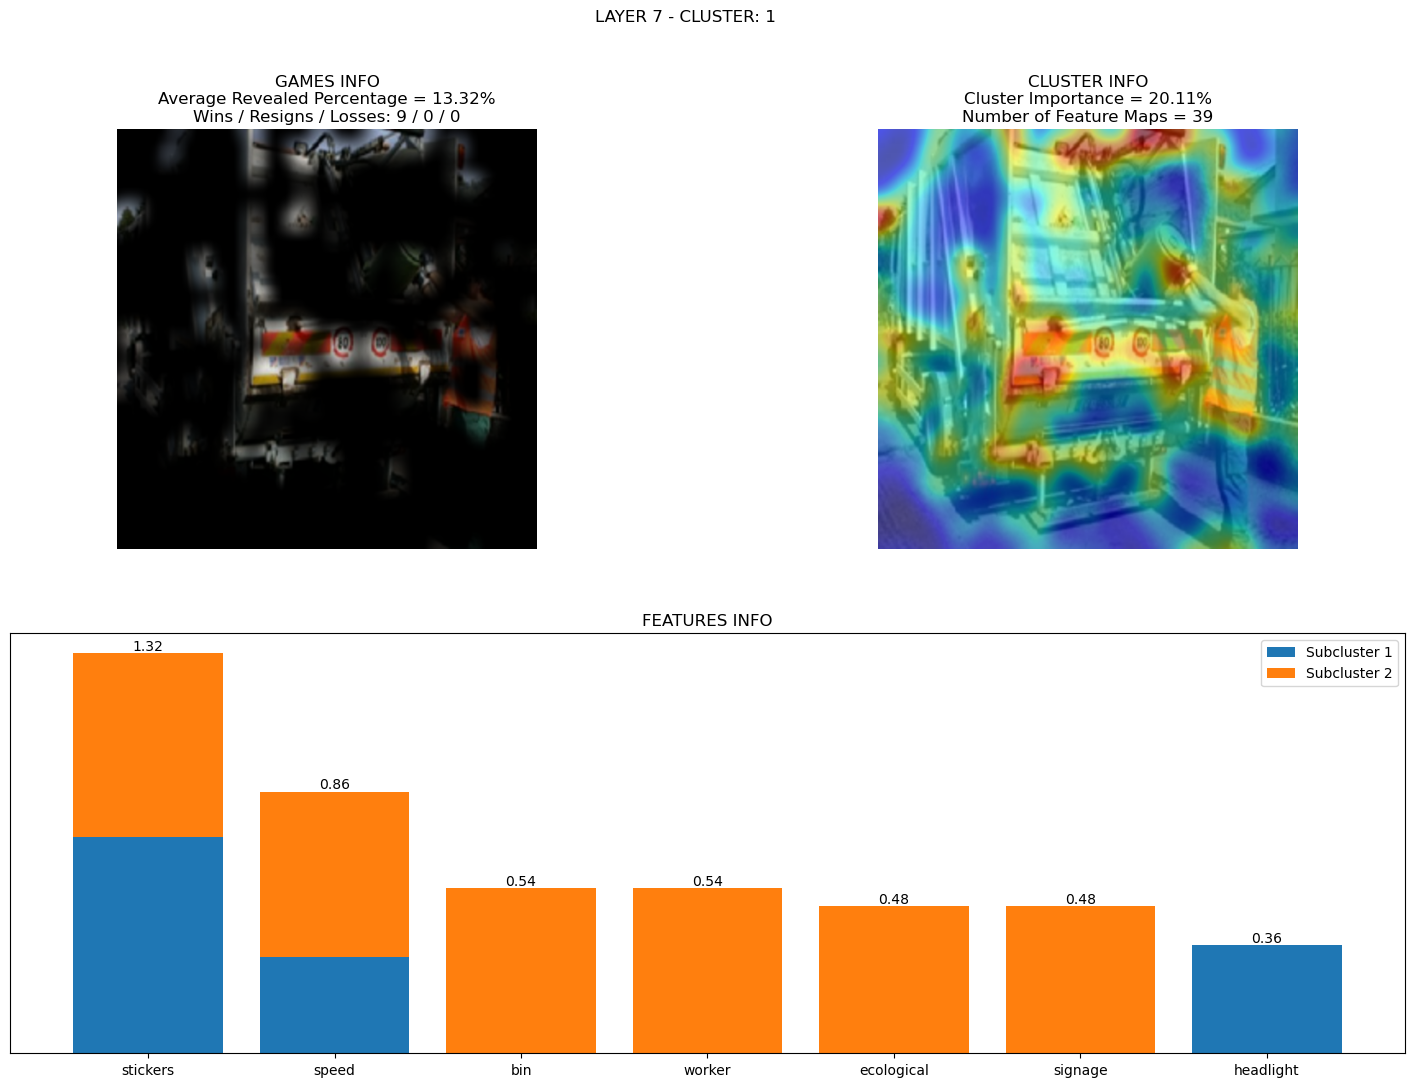 LAYER 7 - CLUSTER: 1
GAMES INFO
Average Revealed Percentage = 13.32%
Wins / Resigns / Losses: 9 / 0 / 0
CLUSTER INFO
Cluster Importance = 20.11%
Number of Feature Maps = 39
80
100
80
100
FEATURES INFO
Subcluster 1
Subcluster 2
1.32
0.86
0.54
0.54
0.48
0.48
0.36
stickers
speed
bin
worker
ecological
signage
headlight